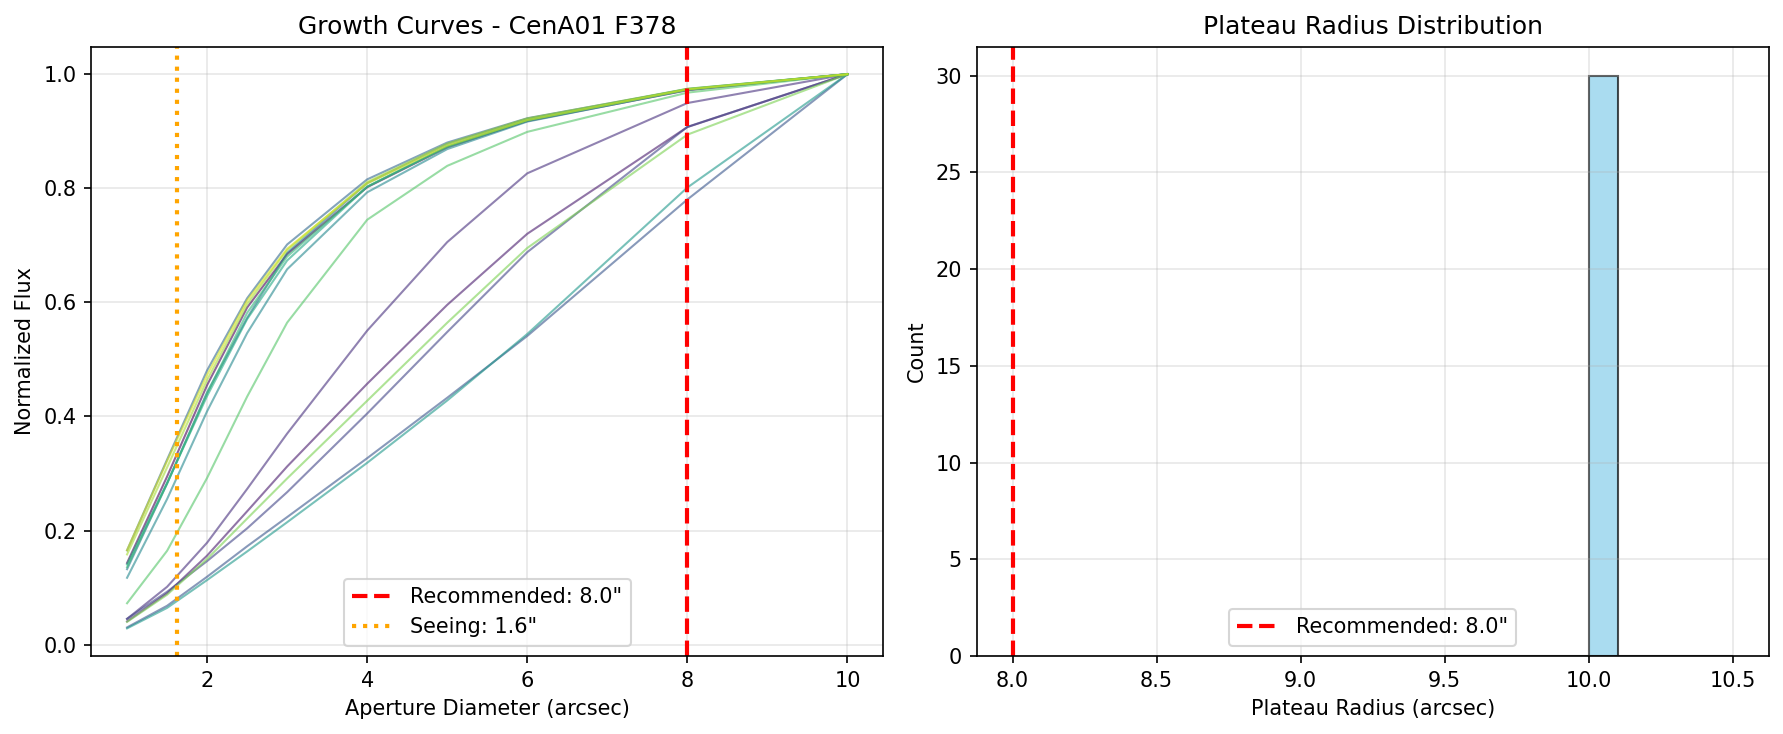 Growth Curves - CenA01 F378
Normalized Flux
1.0
0.8
0.6
0.4
0.2
0.0
Recommended: 8.0"
Seeing: 1.6"
2 4 6 8 10
Aperture Diameter (arcsec)
Plateau Radius Distribution
Count
30
25
20
15
10
5
0
Recommended: 8.0"
8.0 8.5 9.0 9.5 10.0 10.5
Plateau Radius (arcsec)